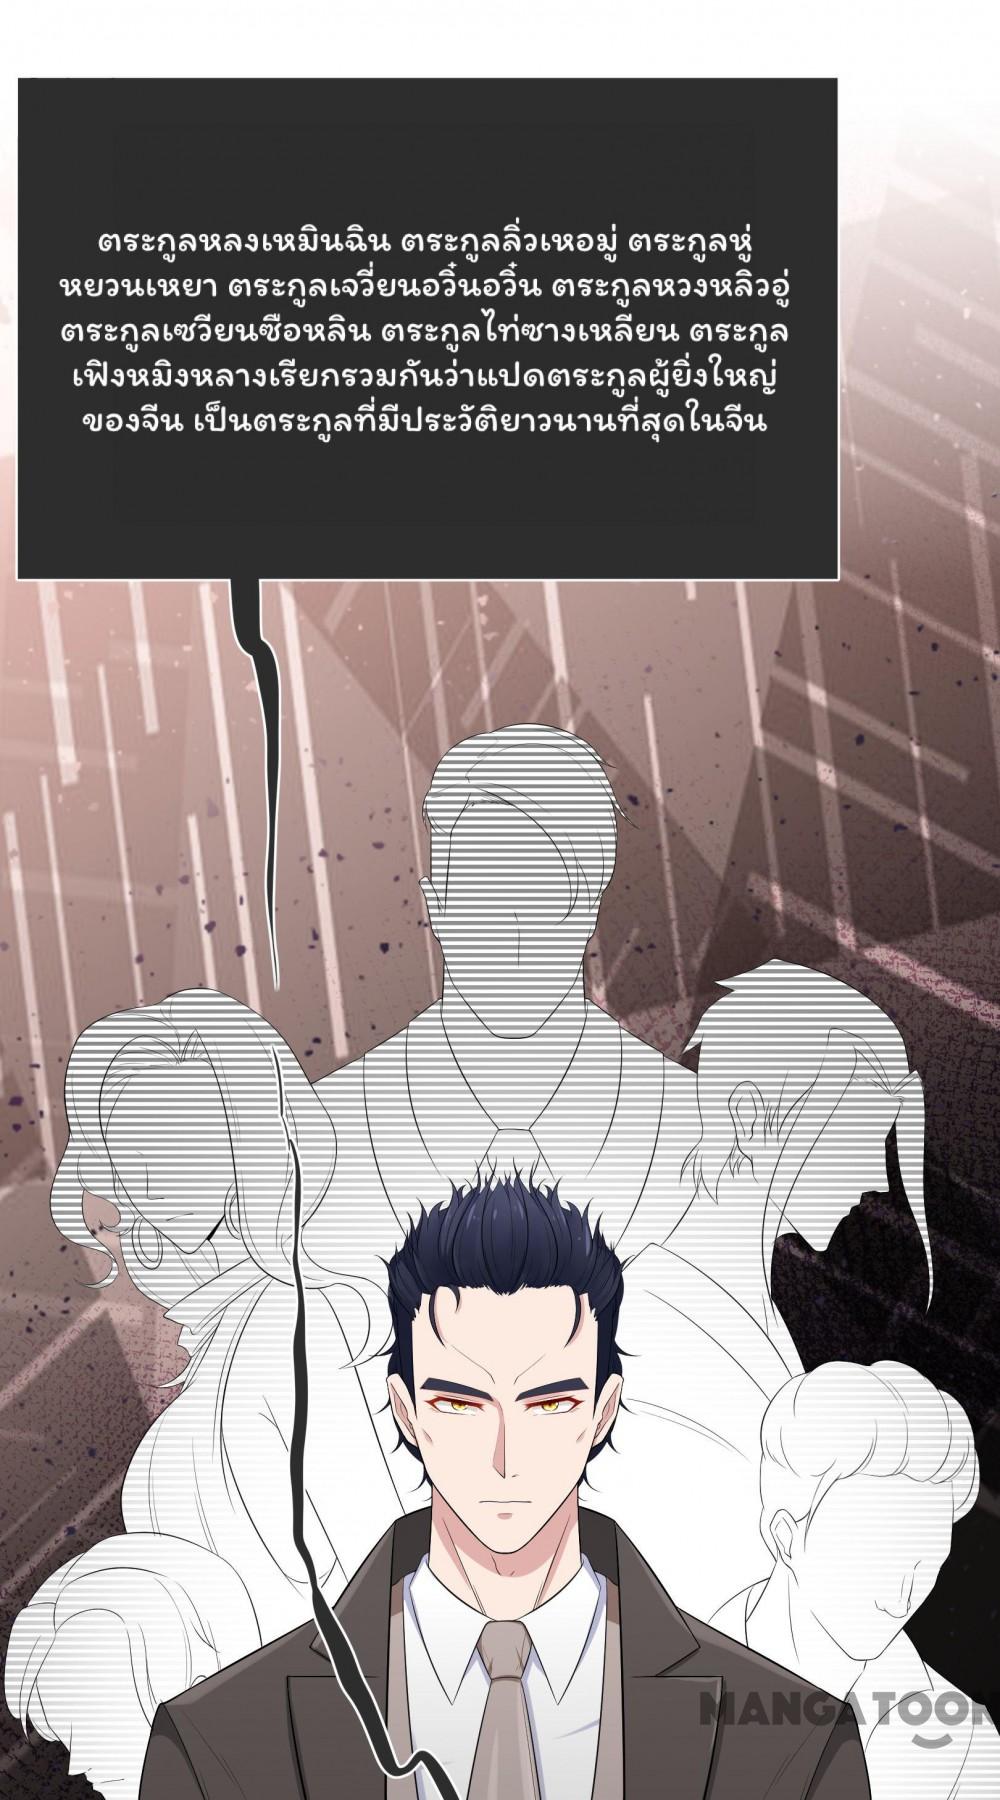 ตระกูลหลงเหมินฉิน ตระกูลลิ่วเหอมู่ ตระกูลหู่
หยวนเหยา ตระกูลเจวี่ยนอวิ๋นอวิ๋น ตระกูลหวงหลิวอู่
ตระกูลเซวียนซือหลิน ตระกูลไท่ซางเหลียน ตระกูล
เฟิงหมิงหลางเรียกรวมกันว่าแปดตระกูลผู้ยิ่งใหญ่
ของจีน เป็นตระกูลที่มีประวัติยาวนานที่สุดในจีน
MANGATOON